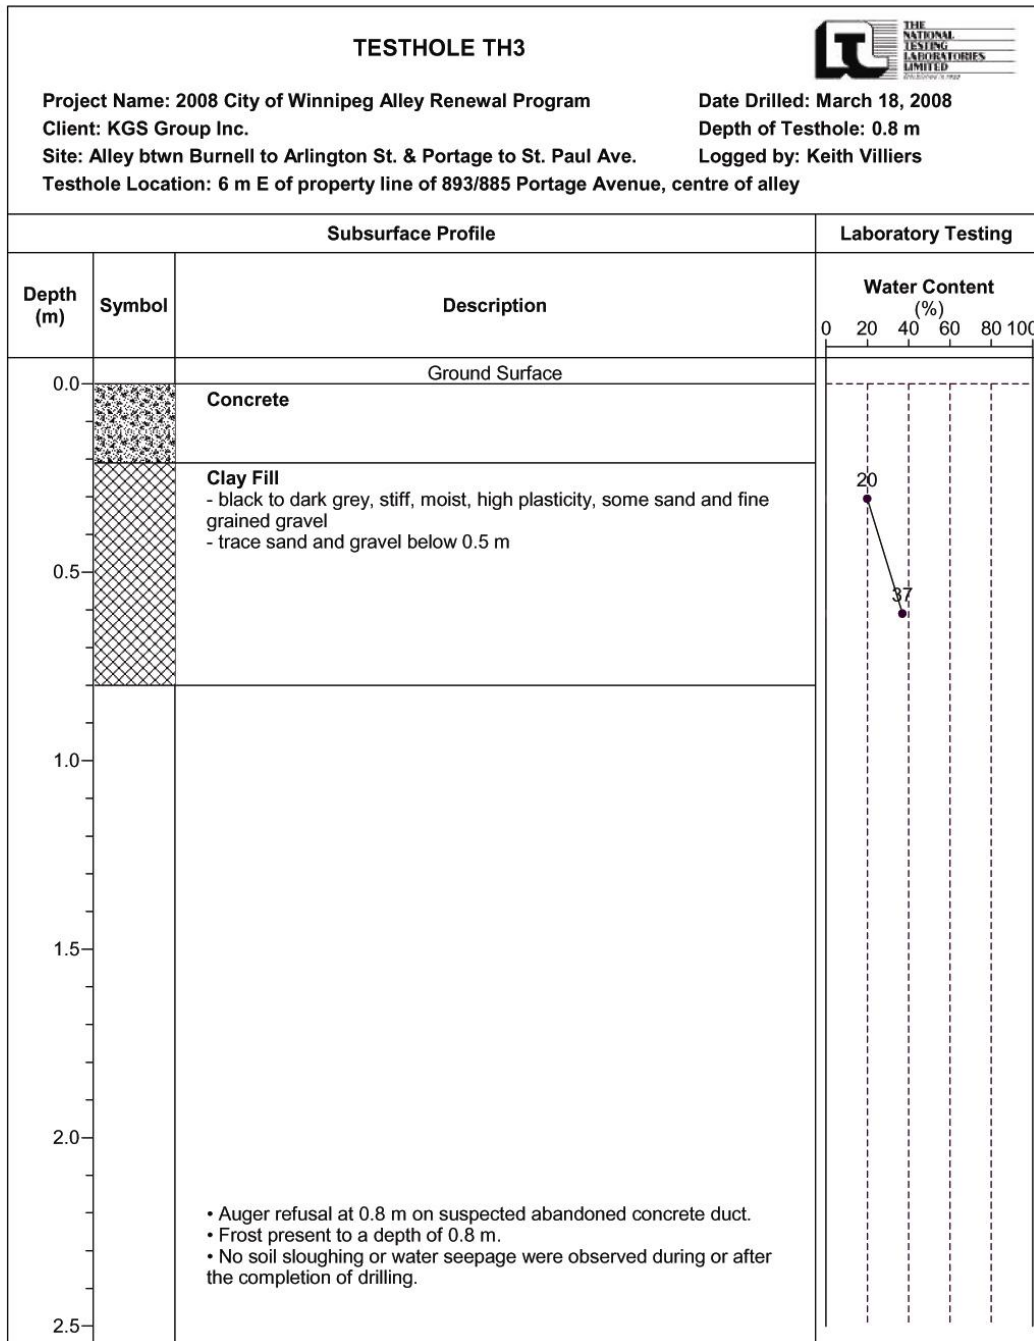 TESTHOLE TH3
THE
NATIONAL
TESTING
LABORATORIES
LIMITED
Project Name: 2008 City of Winnipeg Alley Renewal Program
Date Drilled: March 18, 2008
Client: KGS Group Inc.
Depth of Testhole: 0.8 m
Site: Alley btwn Burnell to Arlington St. & Portage to St. Paul Ave.
Logged by: Keith Villiers
Testhole Location: 6 m E of property line of 893/885 Portage Avenue, centre of alley
Subsurface Profile
Laboratory Testing
Depth
(m)
Symbol
Description
Water Content
(%)
0 20 40 60 80 100
Ground Surface
0.0
Concrete
Clay Fill
- black to dark grey, stiff, moist, high plasticity, some sand and fine
grained gravel
- trace sand and gravel below 0.5 m
20
0.5
37
1.0
1.5
2.0
• Auger refusal at 0.8 m on suspected abandoned concrete duct.
• Frost present to a depth of 0.8 m.
• No soil sloughing or water seepage were observed during or after
the completion of drilling.
2.5